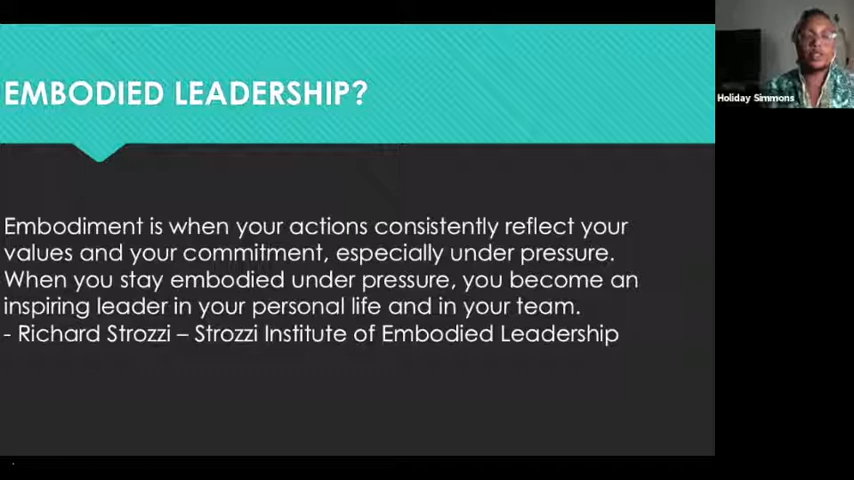 EMBODIED LEADERSHIP?
Embodiment is when your actions consistently reflect your
values and your commitment, especially under pressure.
When you stay embodied under pressure, you become an
inspiring leader in your personal life and in your team.
- Richard Strozzi – Strozzi Institute of Embodied Leadership
Holiday Simmons